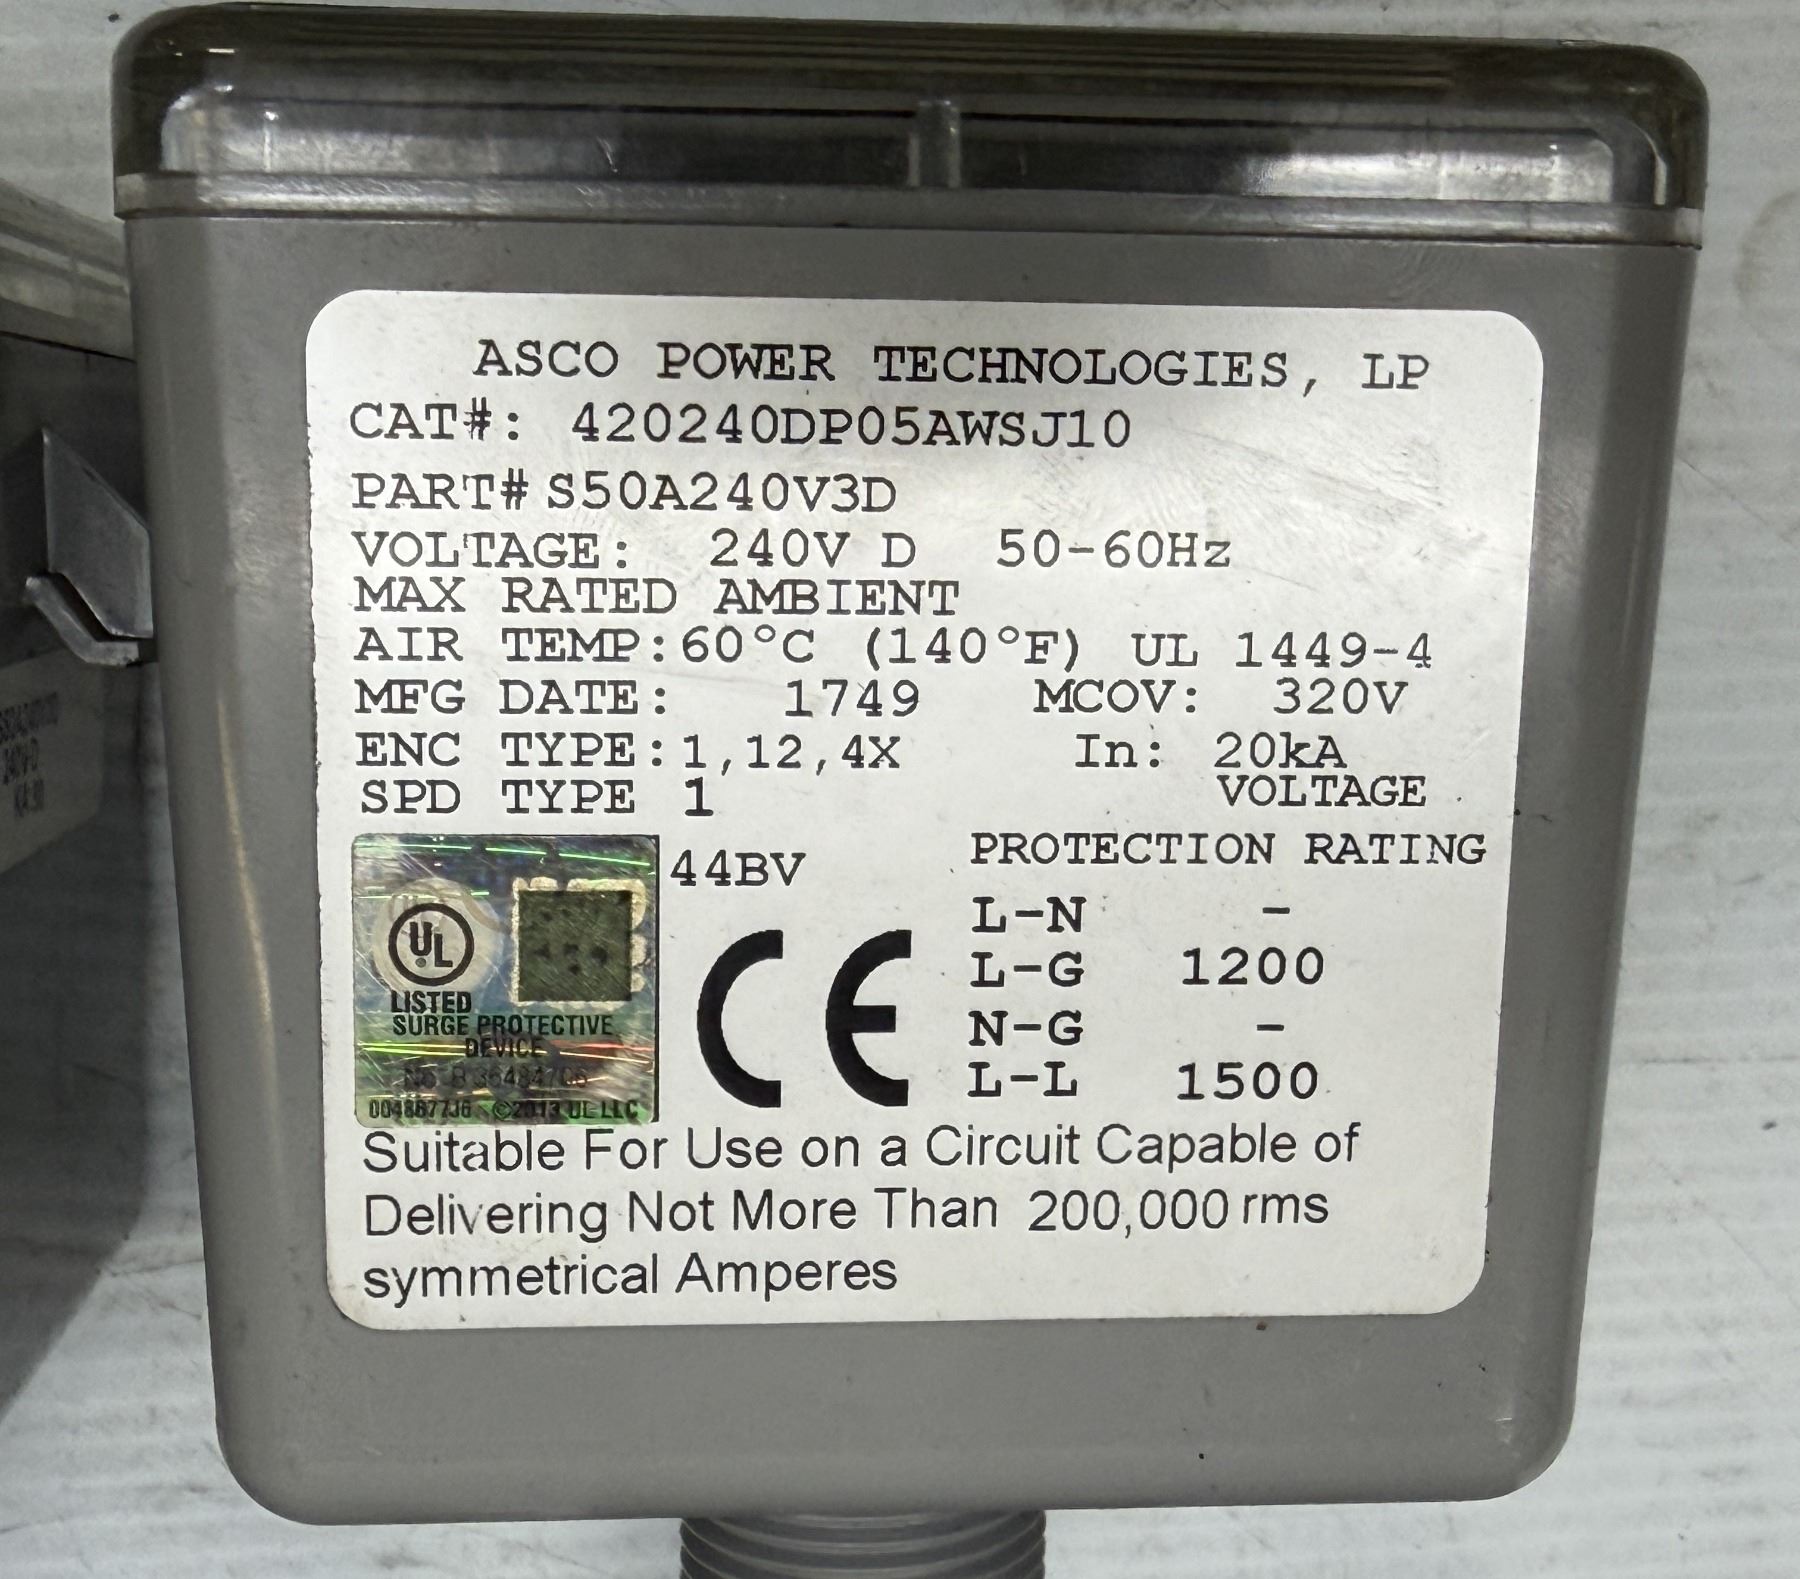 ASCO POWER TECHNOLOGIES, LP
CAT#: 420240DP05AWSJ10
PART# S50A240V3D
VOLTAGE: 240V D 50-60Hz
MAX RATED AMBIENT
AIR TEMP:60°C (140°F) UL 1449-4
MFG DATE: 1749 MCOV: 320V
ENC TYPE:1,12,4X In: 20kA
SPD TYPE 1 VOLTAGE
44BV PROTECTION RATING
L-N -
L-G 1200
N-G -
L-L 1500
UL
LISTED
SURGE PROTECTIVE
DEVICE
©2013 UL LLC
CE
Suitable For Use on a Circuit Capable of
Delivering Not More Than 200,000 rms
symmetrical Amperes